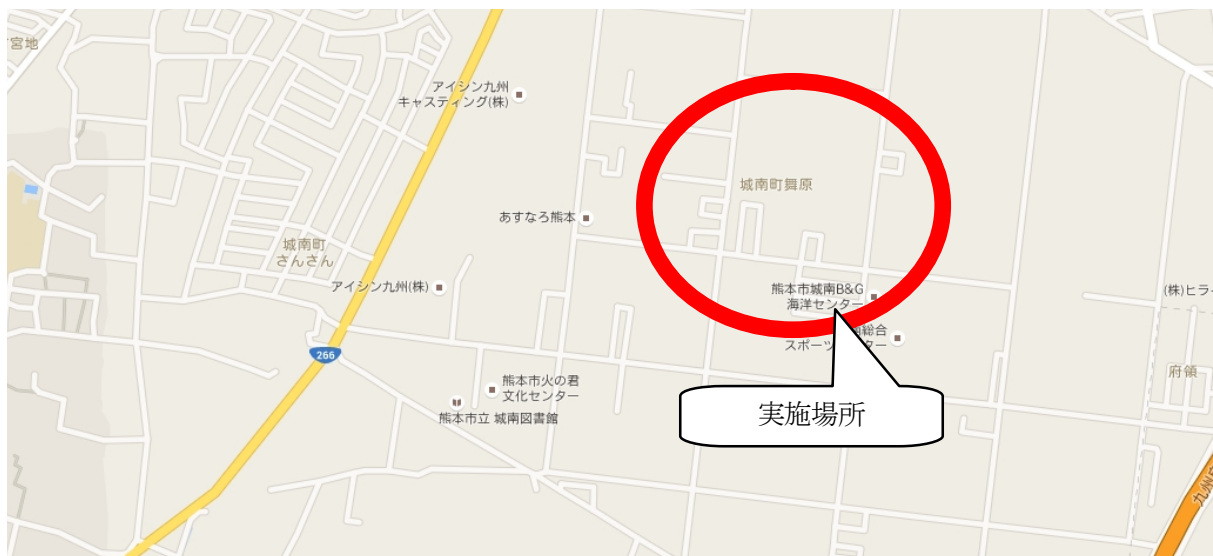 宮地
アイシン九州
キャスティング(株)
城南町舞原
あすなろ熊本
城南町
さんさん
アイシン九州(株)
熊本市城南B&G
海洋センター
(株)ヒラ
総合
スポーツ
ター
266
府領
熊本市火の君
文化センター
熊本市立 城南図書館
実施場所
九州